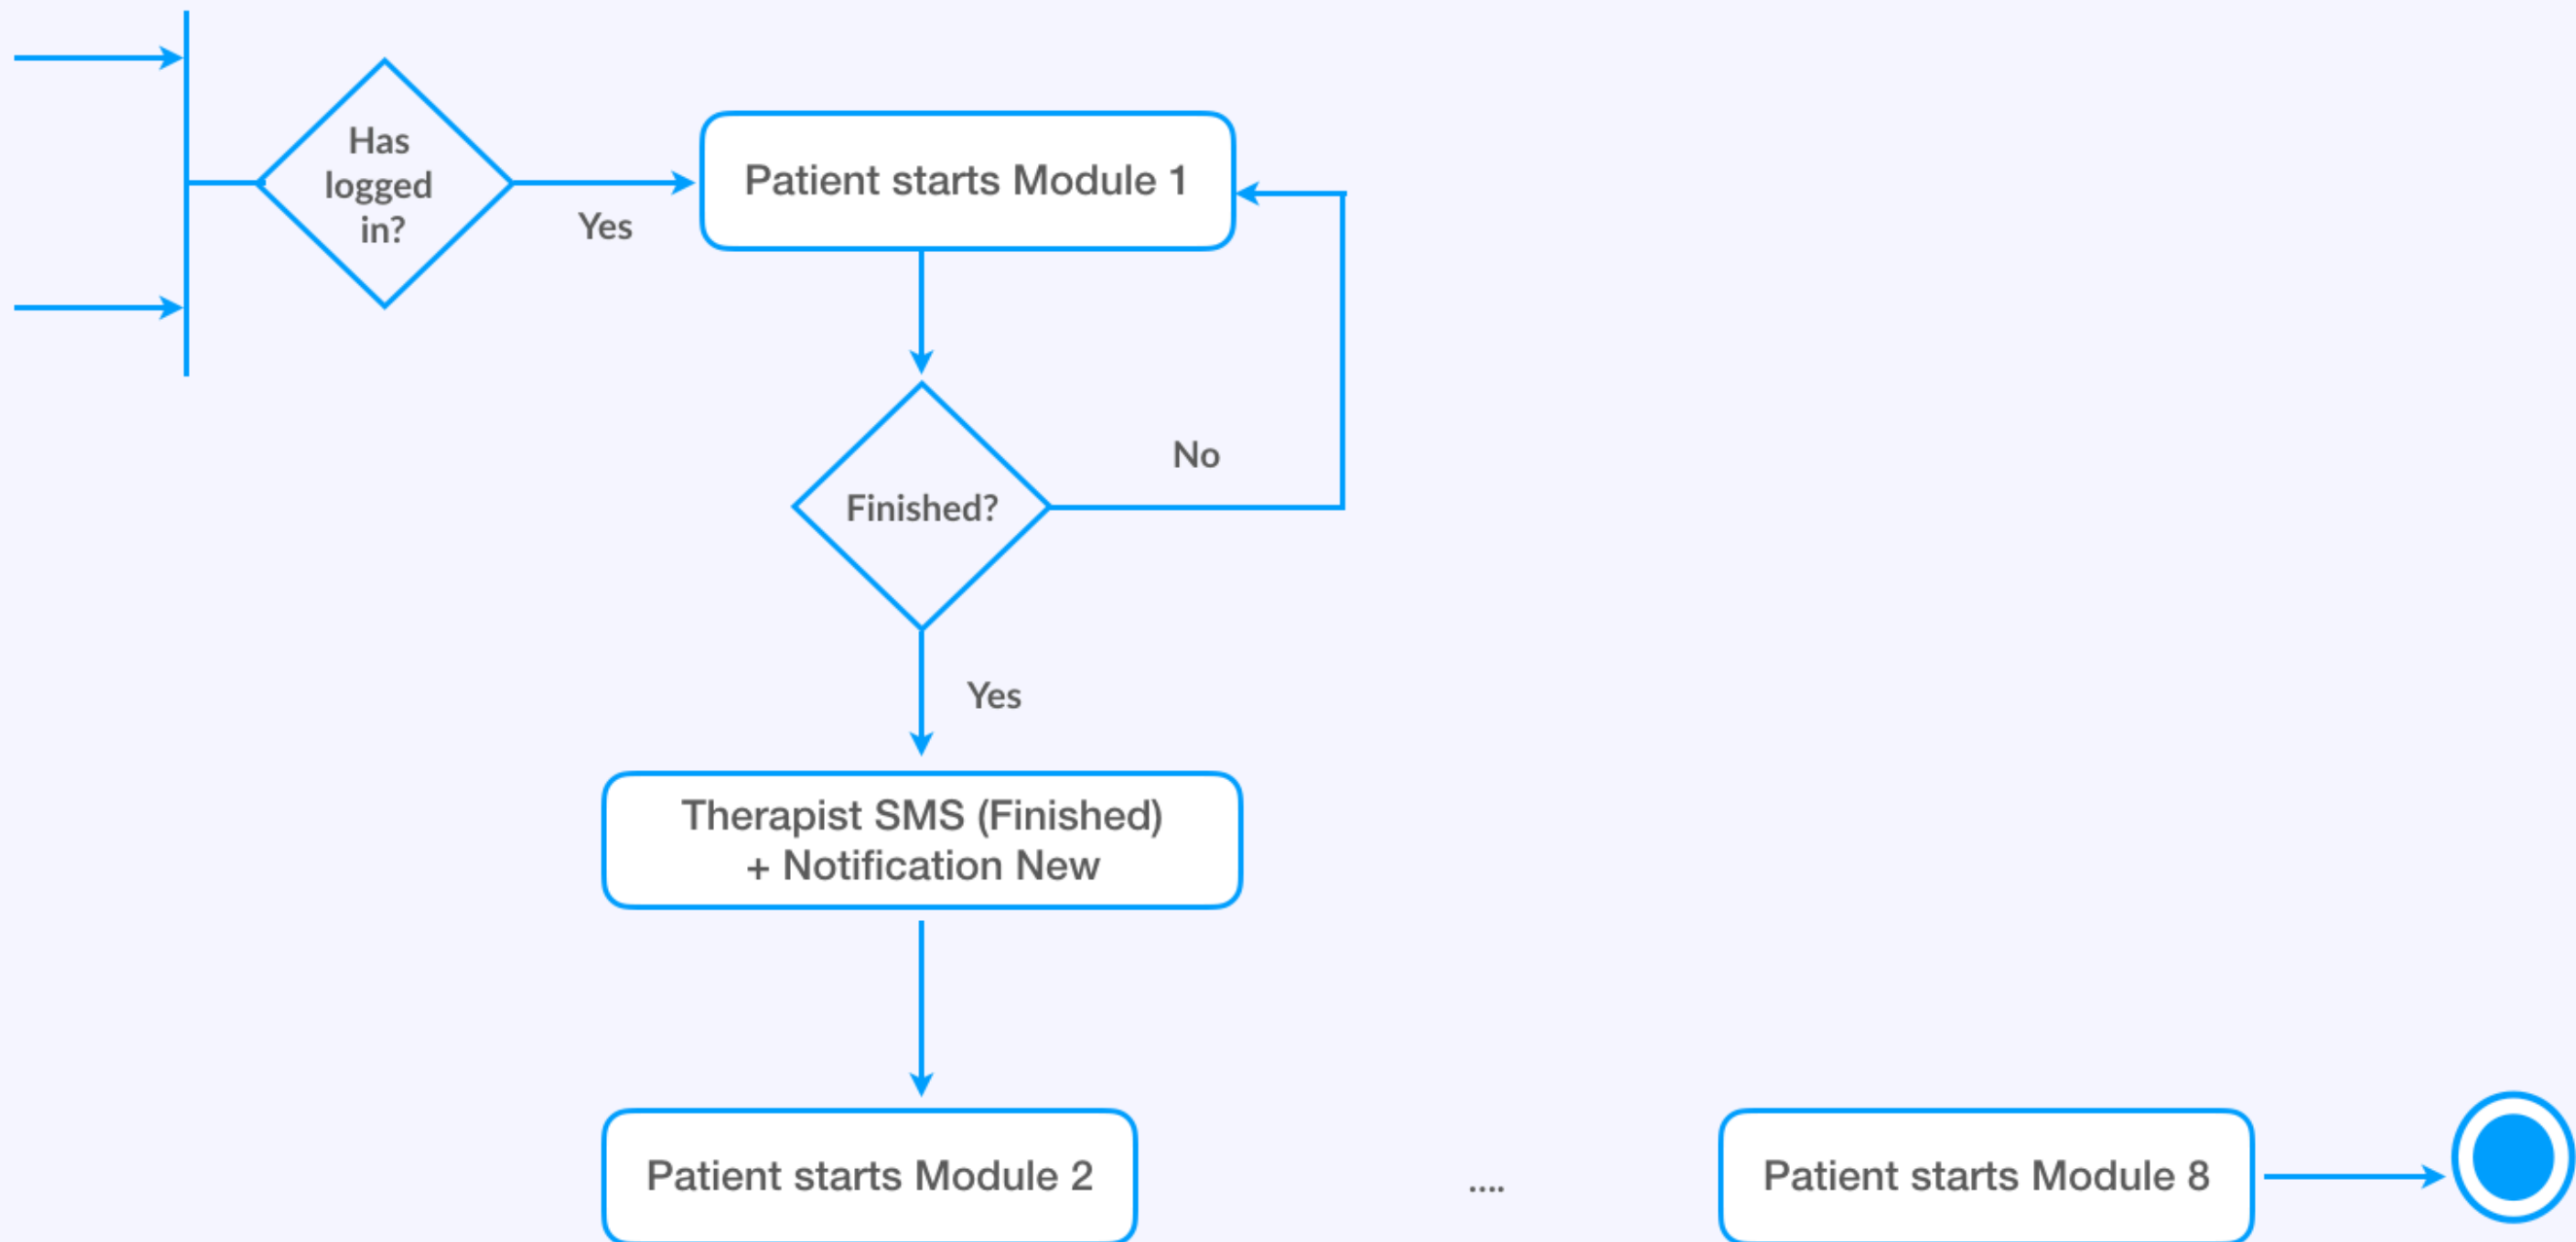 Has
logged
in?
Yes
Patient starts Module 1
No
Finished?
Yes
Therapist SMS (Finished)
+ Notification New
Patient starts Module 2
....
Patient starts Module 8